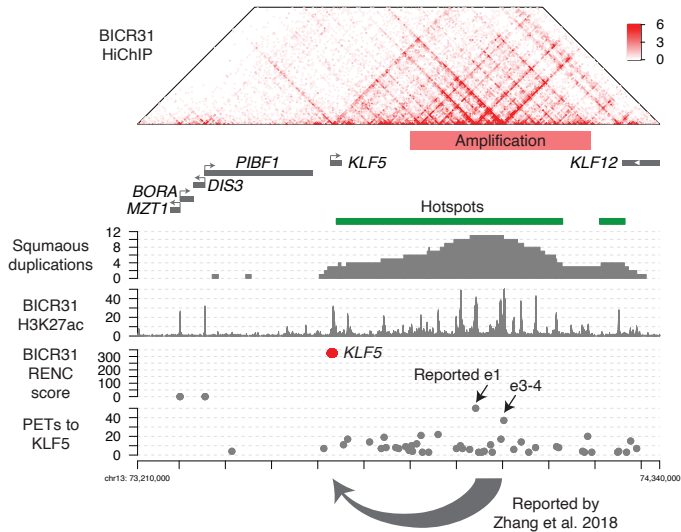 BICR31
HiChIP
6
3
0
Amplification
PIBF1
KLF5
KLF12
DIS3
BORA
MZT1
Hotspots
Squmaous
duplications
12
8
4
0
BICR31
H3K27ac
40
20
0
BICR31
RENC
score
300
200
100
0
KLF5
Reported e1
e3-4
PETs to
KLF5
40
20
0
chr13: 73,210,000
74,340,000
Reported by
Zhang et al. 2018